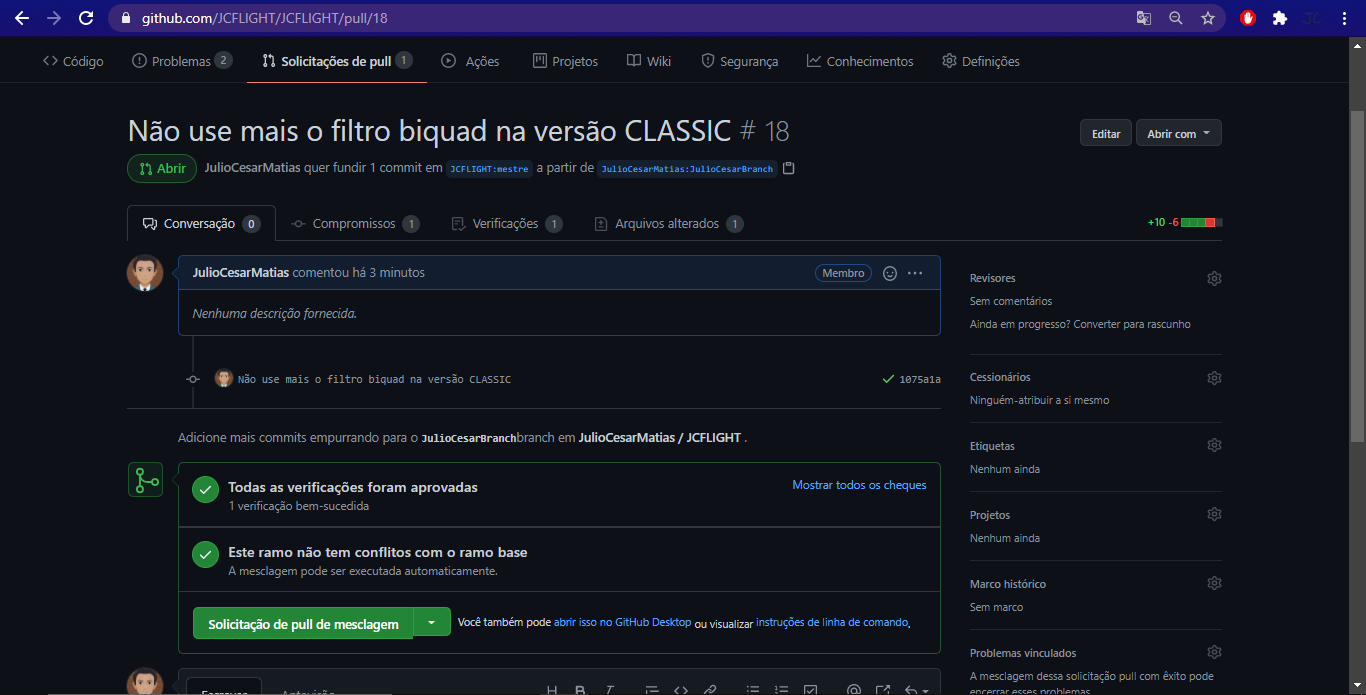 github.com/JCFLIGHT/JCFLIGHT/pull/18
Código
Problemas 2
Solicitações de pull 1
Ações
Projetos
Wiki
Segurança
Conhecimentos
Definições
Não use mais o filtro biquad na versão CLASSIC # 18
Editar
Abrir com
Abrir
JulioCesarMatias quer fundir 1 commit em JCFLIGHT:mestre a partir de JulioCesarMatias:JulioCesarBranch
Conversação 0
Compromissos 1
Verificações 1
Arquivos alterados 1
+10 -6
JulioCesarMatias comentou há 3 minutos
Membro
Nenhuma descrição fornecida.
Não use mais o filtro biquad na versão CLASSIC
1075a1a
Adicione mais commits empurrando para o JulioCesarBranchbranch em JulioCesarMatias / JCFLIGHT .
Todas as verificações foram aprovadas
1 verificação bem-sucedida
Mostrar todos os cheques
Este ramo não tem conflitos com o ramo base
A mesclagem pode ser executada automaticamente.
Solicitação de pull de mesclagem
Você também pode abrir isso no GitHub Desktop ou visualizar instruções de linha de comando.
Revisores
Sem comentários
Ainda em progresso? Converter para rascunho
Cessionários
Ninguém-atribuir a si mesmo
Etiquetas
Nenhum ainda
Projetos
Nenhum ainda
Marco histórico
Sem marco
Problemas vinculados
A mesclagem dessa solicitação pull com êxito pode
encerrar esses problemas.
Escrever
Antevisão